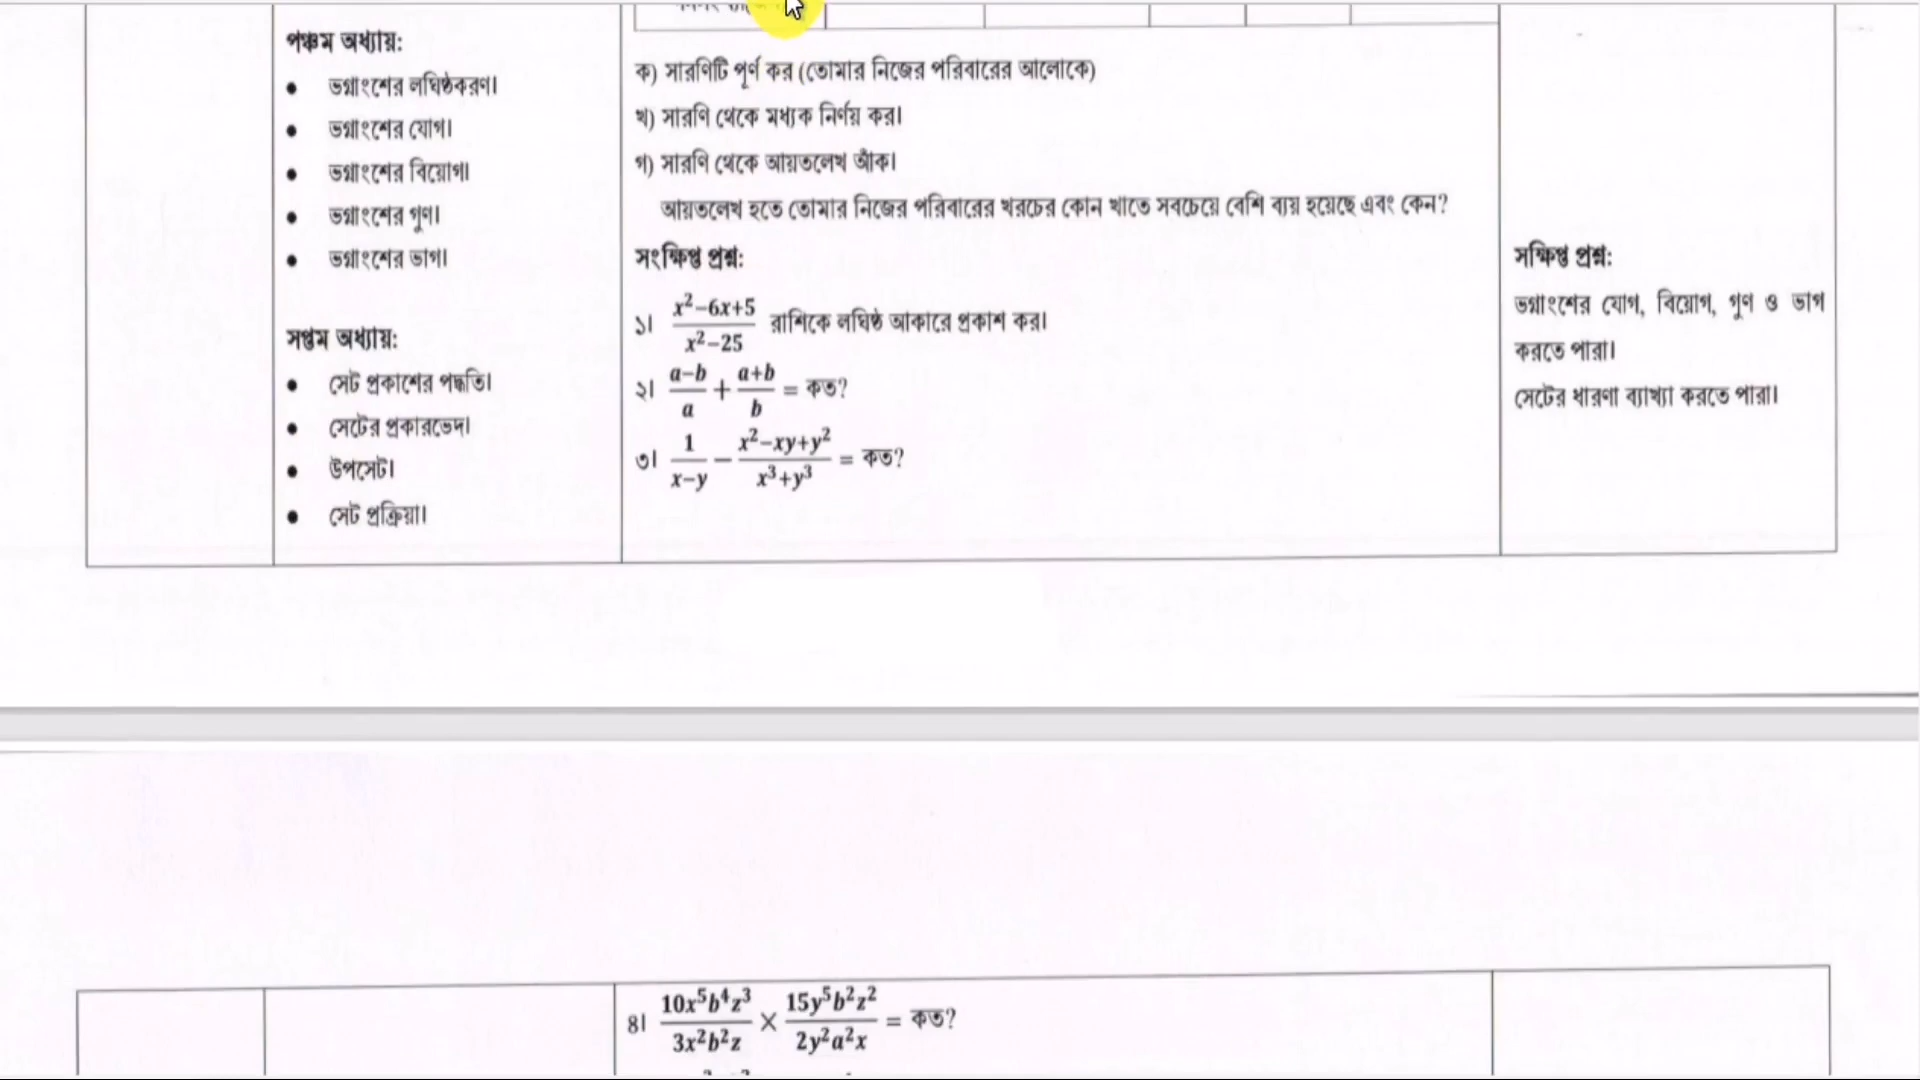 পঞ্চম অধ্যায়:
● ভগ্নাংশের লঘিষ্ঠকরণ।
● ভগ্নাংশের যোগ।
● ভগ্নাংশের বিয়োগ।
● ভগ্নাংশের গুণ।
● ভগ্নাংশের ভাগ।
সপ্তম অধ্যায়:
● সেট প্রকাশের পদ্ধতি।
● সেটের প্রকারভেদ।
● উপসেট।
● সেট প্রক্রিয়া।
ক) সারণিটি পূর্ণ কর (তোমার নিজের পরিবারের আলোকে)
খ) সারণি থেকে মধ্যক নির্ণয় কর।
গ) সারণি থেকে আয়তলেখ আঁক।
আয়তলেখ হতে তোমার নিজের পরিবারের খরচের কোন খাতে সবচেয়ে বেশি ব্যয় হয়েছে এবং কেন?
সংক্ষিপ্ত প্রশ্ন:
১। (x²–6x+5)/(x²–25) রাশিকে লঘিষ্ঠ আকারে প্রকাশ কর।
২। (a–b)/a + (a+b)/b = কত?
৩। 1/(x–y) – (x²–xy+y²)/(x³+y³) = কত?
সক্ষিপ্ত প্রশ্ন:
ভগ্নাংশের যোগ, বিয়োগ, গুণ ও ভাগ
করতে পারা।
সেটের ধারণা ব্যাখ্যা করতে পারা।
৪। 10x⁵b⁴z³/3x²b²z × 15y⁵b²z²/2y²a²x = কত?